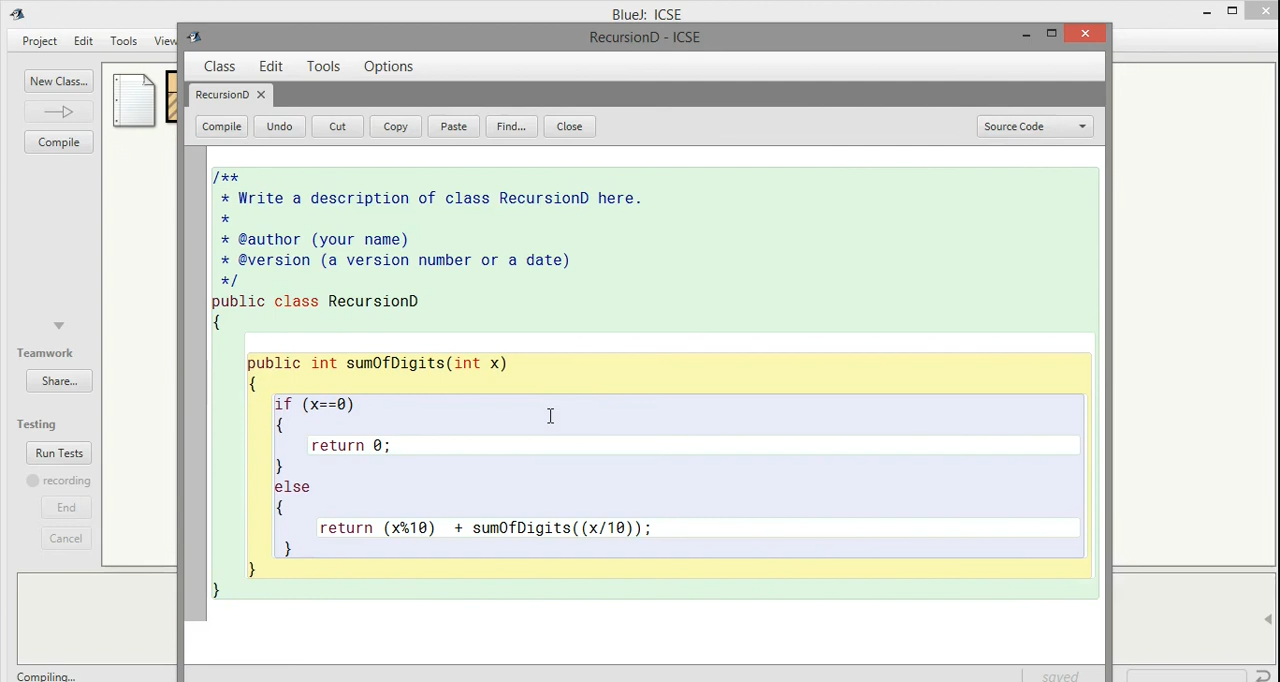 BlueJ: ICSE
Project Edit Tools View
RecursionD - ICSE
Class Edit Tools Options
New Class...
RecursionD
Compile Undo Cut Copy Paste Find... Close Source Code
Compile
/**
* Write a description of class RecursionD here.
*
* @author (your name)
* @version (a version number or a date)
*/
public class RecursionD
{
public int sumOfDigits(int x)
{
if (x==0)
{
return 0;
}
else
{
return (x%10) + sumOfDigits((x/10));
}
}
}
Teamwork
Share...
Testing
Run Tests
recording
End
Cancel
Compiling...
saved